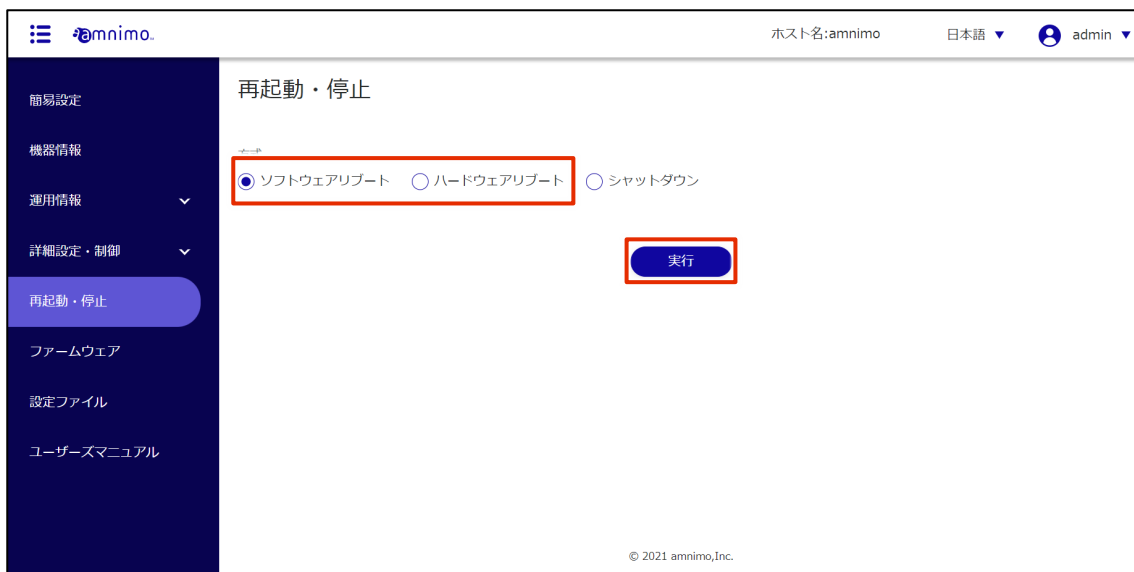 amnimo
ホスト名:amnimo
日本語 ▼
admin ▼
簡易設定
機器情報
運用情報
詳細設定・制御
再起動・停止
ファームウェア
設定ファイル
ユーザーズマニュアル
再起動・停止
ソフトウェアリブート ハードウェアリブート シャットダウン
実行
© 2021 amnimo,Inc.